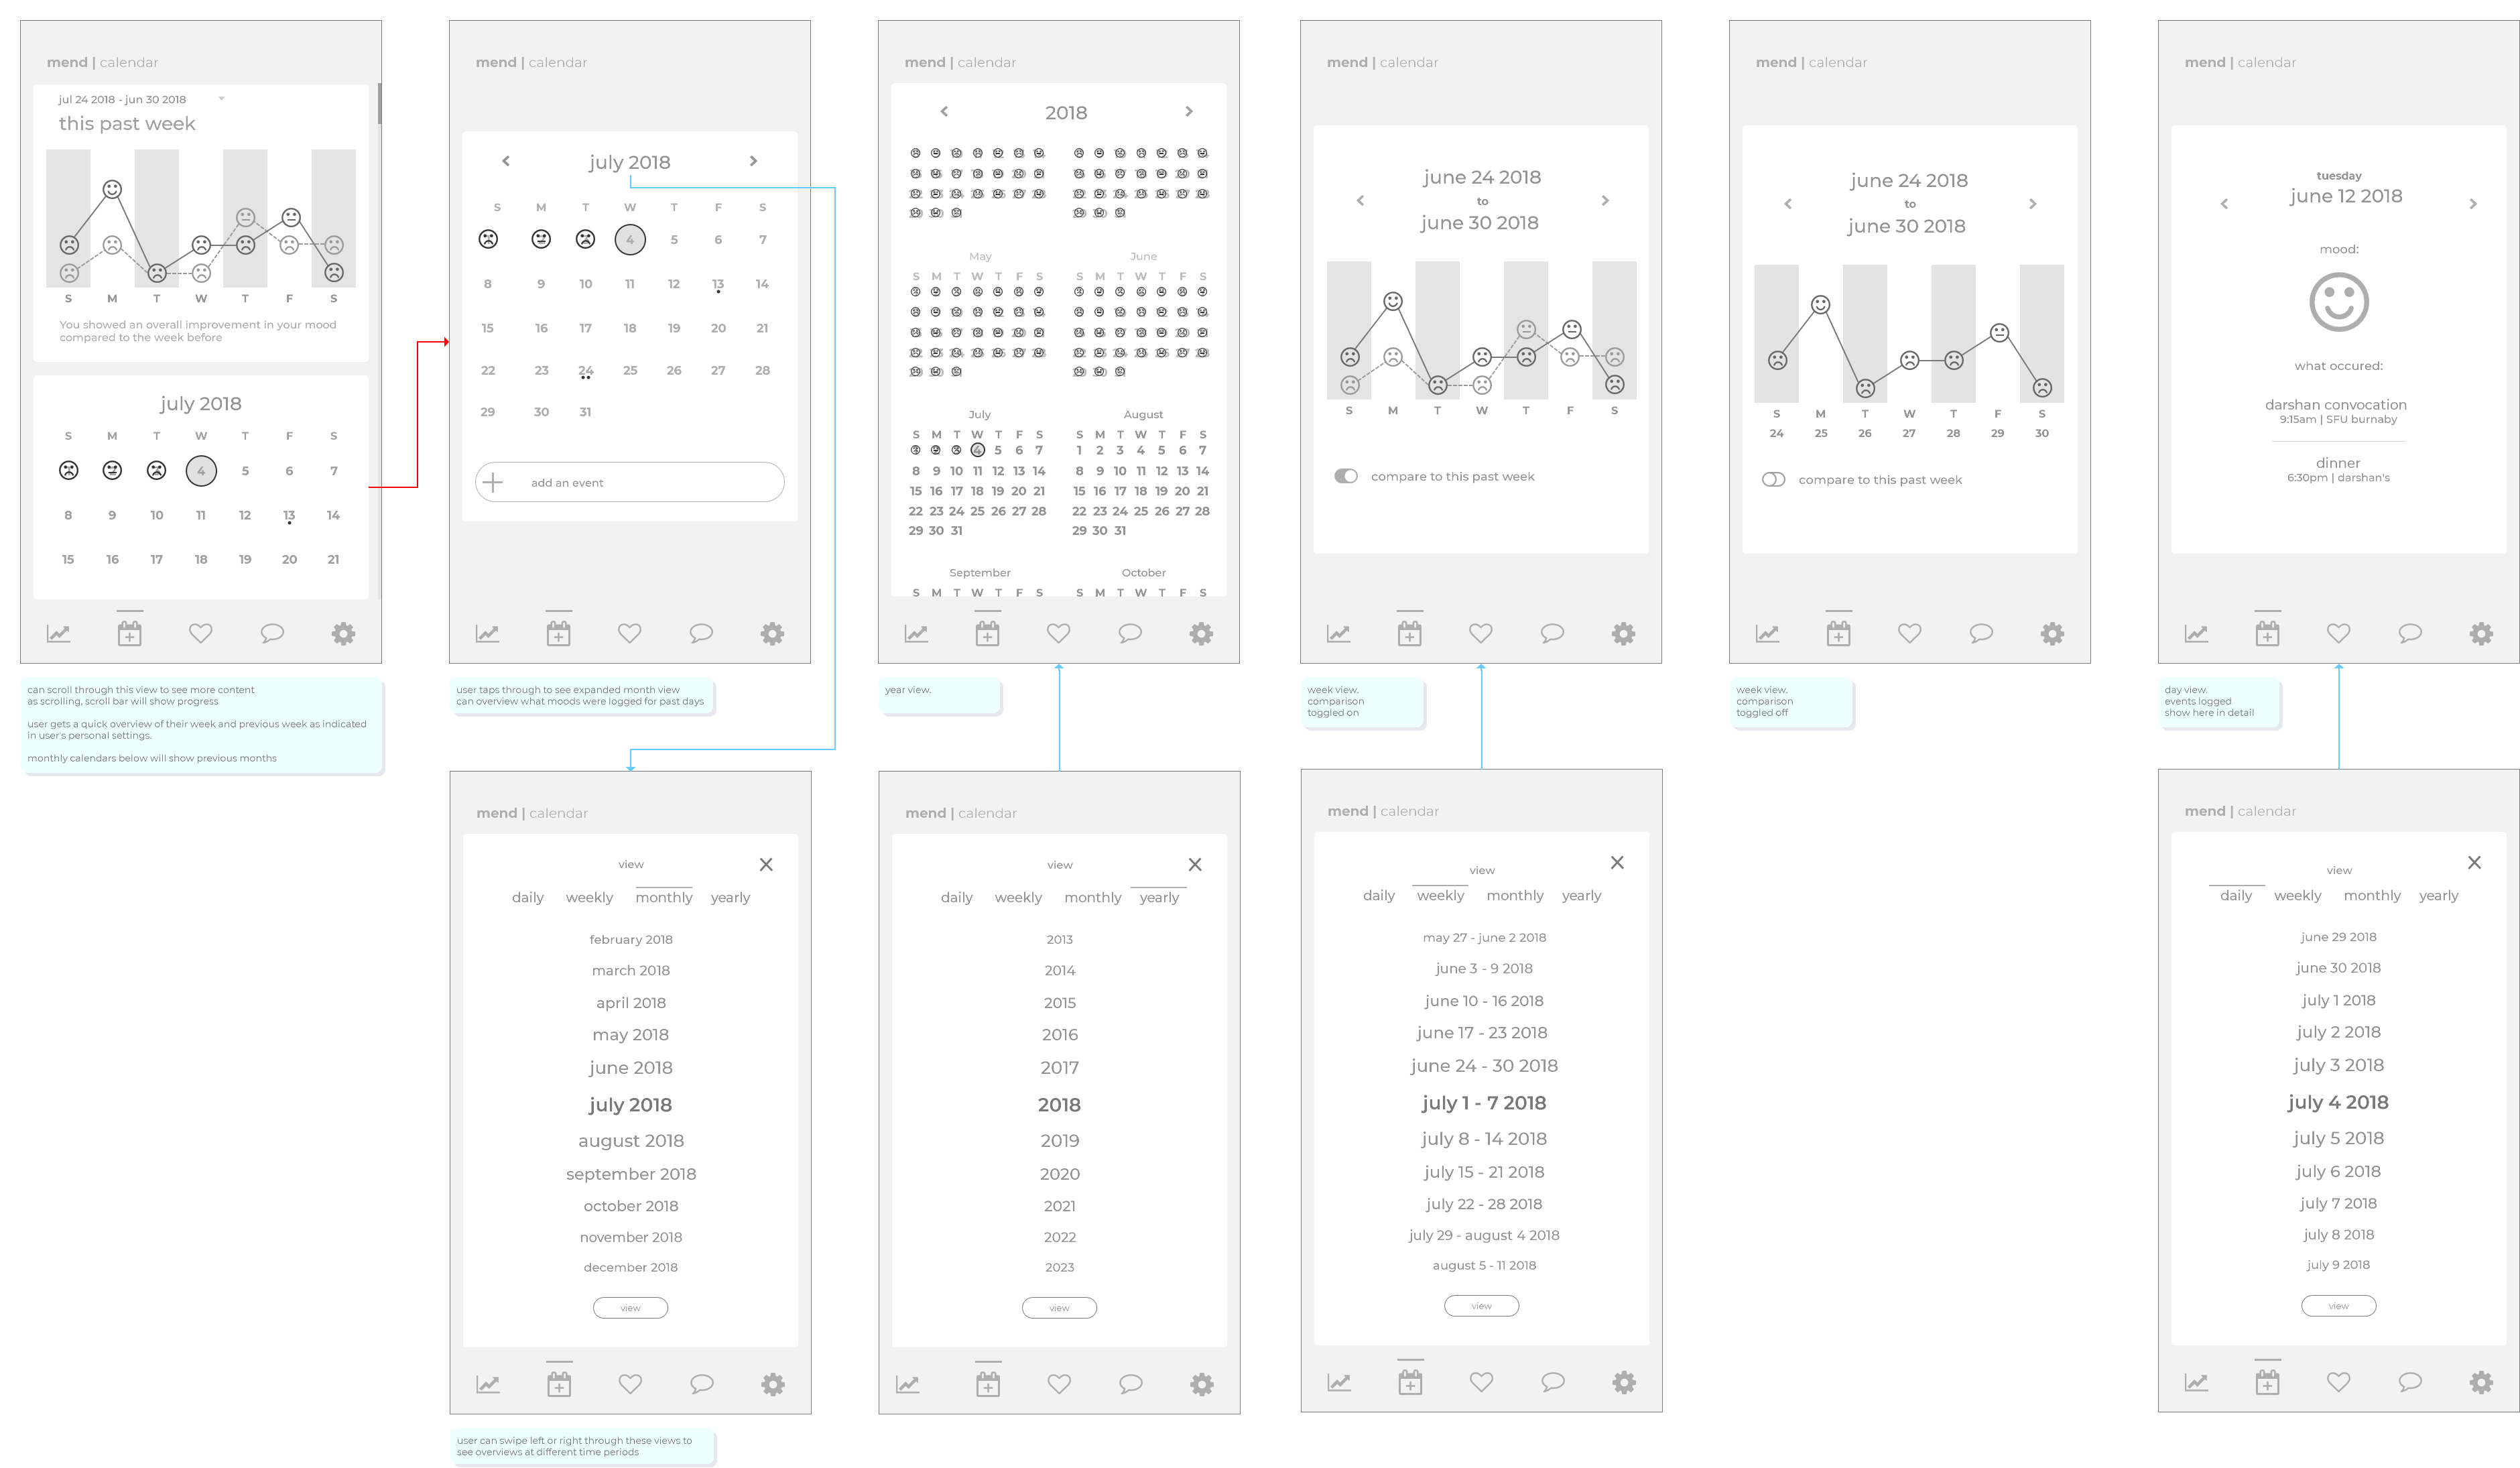 mend | calendar
jul 24 2018 - jun 30 2018
this past week
S M T W T F S
You showed an overall improvement in your mood
compared to the week before
july 2018
S M T W T F S
4 5 6 7
8 9 10 11 12 13 14
15 16 17 18 19 20 21
can scroll through this view to see more content
as scrolling, scroll bar will show progress
user gets a quick overview of their week and previous week as indicated
in user's personal settings.
monthly calendars below will show previous months
mend | calendar
july 2018
S M T W T F S
4 5 6 7
8 9 10 11 12 13 14
15 16 17 18 19 20 21
22 23 24 25 26 27 28
29 30 31
add an event
user taps through to see expanded month view
can overview what moods were logged for past days
mend | calendar
2018
May June
S M T W T F S S M T W T F S
July August
S M T W T F S S M T W T F S
4 5 6 7 1 2 3 4 5 6 7
8 9 10 11 12 13 14 8 9 10 11 12 13 14
15 16 17 18 19 20 21 15 16 17 18 19 20 21
22 23 24 25 26 27 28 22 23 24 25 26 27 28
29 30 31 29 30 31
September October
S M T W T F S S M T W T F S
year view.
mend | calendar
june 24 2018
to
june 30 2018
S M T W T F S
compare to this past week
week view.
comparison
toggled on
mend | calendar
june 24 2018
to
june 30 2018
S M T W T F S
24 25 26 27 28 29 30
compare to this past week
week view.
comparison
toggled off
mend | calendar
tuesday
june 12 2018
mood:
what occured:
darshan convocation
9:15am | SFU burnaby
dinner
6:30pm | darshan's
day view.
events logged
show here in detail
mend | calendar
view
daily weekly monthly yearly
february 2018
march 2018
april 2018
may 2018
june 2018
july 2018
august 2018
september 2018
october 2018
november 2018
december 2018
view
user can swipe left or right through these views to
see overviews at different time periods
mend | calendar
view
daily weekly monthly yearly
2013
2014
2015
2016
2017
2018
2019
2020
2021
2022
2023
view
mend | calendar
view
daily weekly monthly yearly
may 27 - june 2 2018
june 3 - 9 2018
june 10 - 16 2018
june 17 - 23 2018
june 24 - 30 2018
july 1 - 7 2018
july 8 - 14 2018
july 15 - 21 2018
july 22 - 28 2018
july 29 - august 4 2018
august 5 - 11 2018
view
mend | calendar
view
daily weekly monthly yearly
june 29 2018
june 30 2018
july 1 2018
july 2 2018
july 3 2018
july 4 2018
july 5 2018
july 6 2018
july 7 2018
july 8 2018
july 9 2018
view